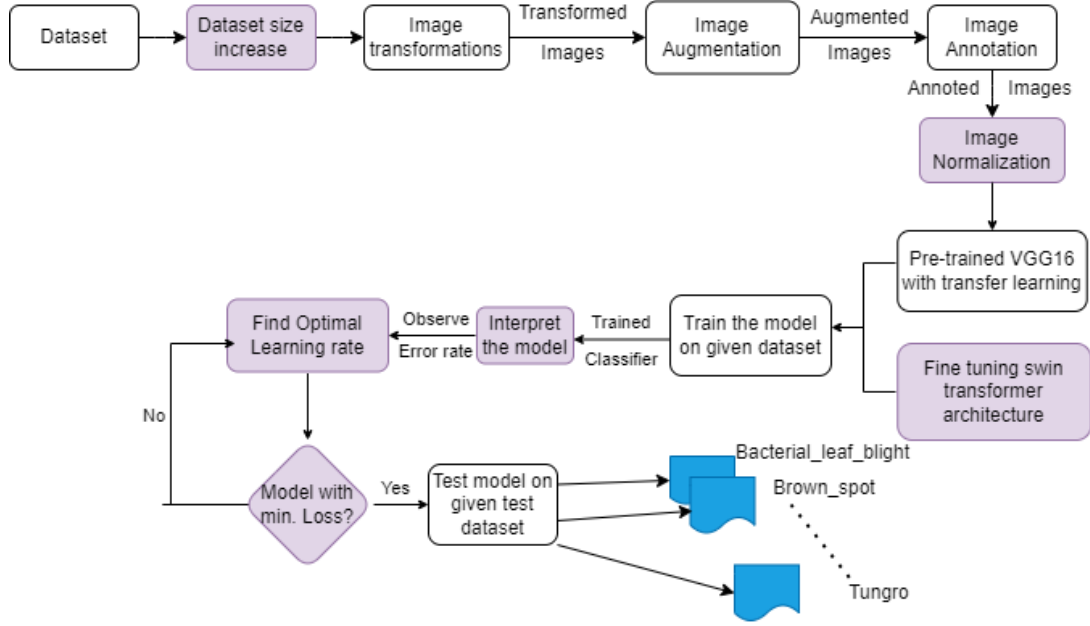 Dataset
Dataset size
increase
Image
transformations
Transformed
Images
Image
Augmentation
Augmented
Images
Image
Annotation
Annoted
Images
Image
Normalization
Pre-trained VGG16
with transfer learning
Fine tuning swin
transformer
architecture
Train the model
on given dataset
Trained
Classifier
Interpret
the model
Observe
Error rate
Find Optimal
Learning rate
No
Model with
min. Loss?
Yes
Test model on
given test
dataset
Bacterial_leaf_blight
Brown_spot
Tungro